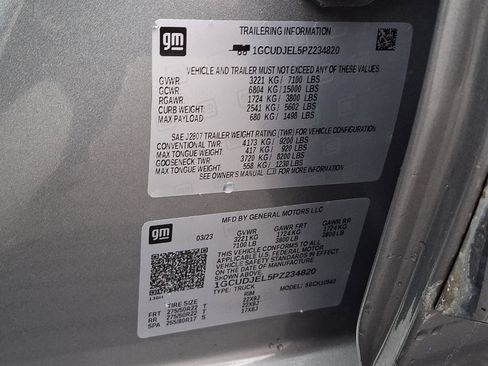 gm
TRAILERING INFORMATION
1GCUDJEL5PZ234820
VEHICLE AND TRAILER MUST NOT EXCEED ANY OF THESE VALUES.
GVWR: 3221 KG / 7100 LBS
GCWR: 6804 KG / 15000 LBS
RGAWR: 1724 KG / 3800 LBS
CURB WEIGHT: 2541 KG / 5602 LBS
MAX PAYLOAD: 680 KG / 1498 LBS
SAE J2807 TRAILER WEIGHT RATING (TWR) FOR VEHICLE CONFIGURATION
CONVENTIONAL TWR: 4173 KG / 9200 LBS
MAX TONGUE WEIGHT: 417 KG / 920 LBS
GOOSENECK TWR: 3720 KG / 8200 LBS
MAX TONGUE WEIGHT: 558 KG / 1230 LBS
SEE OWNER'S MANUAL FOR MORE INFORMATION
gm
MFD BY GENERAL MOTORS LLC
03/23 GVWR GAWR FRT GAWR RR
3221 KG 1724 KG 1724 KG
7100 LB 3800 LB 3800 LB
THIS VEHICLE CONFORMS TO ALL
APPLICABLE U.S. FEDERAL MOTOR
VEHICLE SAFETY STANDARDS IN EFFECT
ON THE DATE OF MANUFACTURE SHOWN ABOVE.
1GCUDJEL5PZ234820
TYPE: TRUCK MODEL:
TIRE SIZE RIM
FRT 275/50R22 T 22X9J
RR 275/50R22 T 22X9J
SPA 255/80R17 S 17X8J